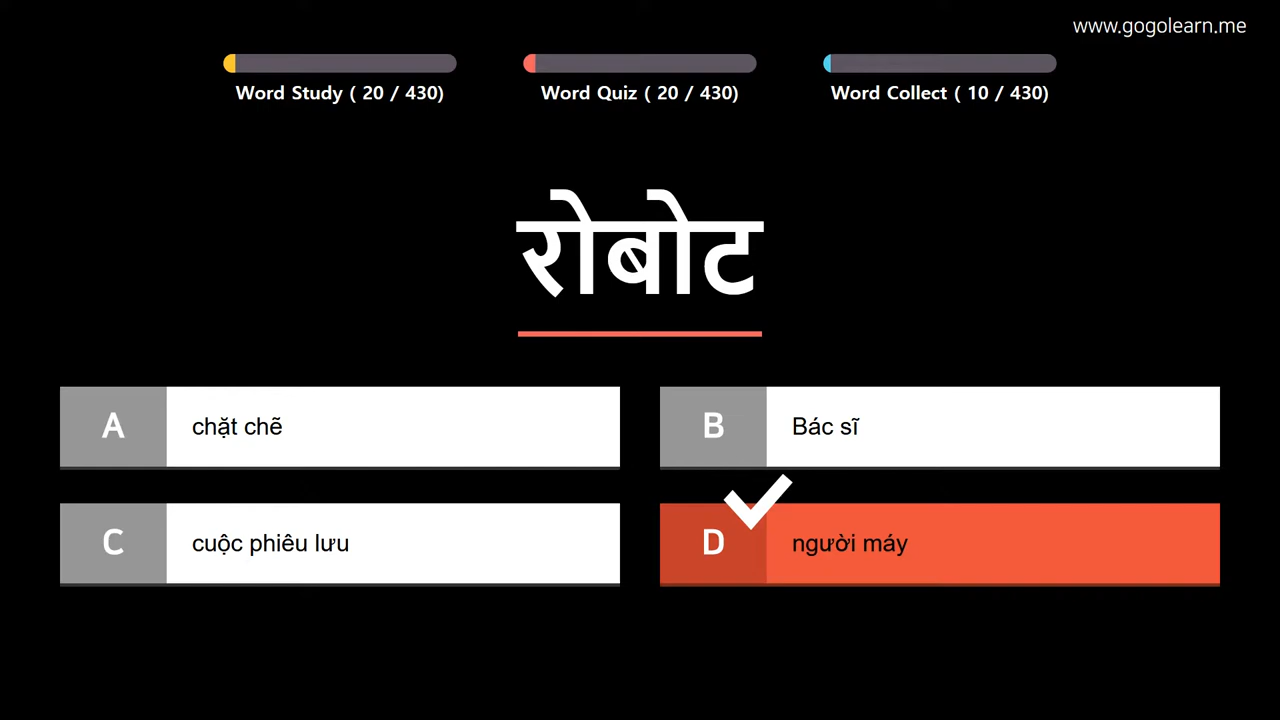 www.gogolearn.me
Word Study ( 20 / 430)
Word Quiz ( 20 / 430)
Word Collect ( 10 / 430)
रोबोट
A chặt chẽ
B Bác sĩ
C cuộc phiêu lưu
D người máy